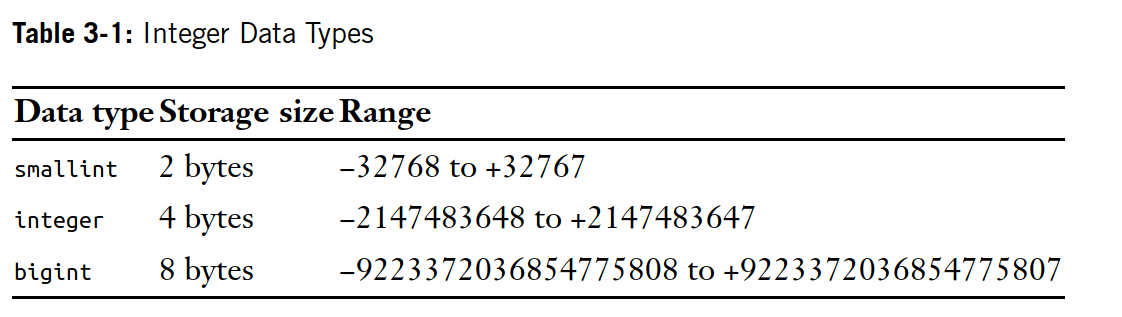 Table 3-1: Integer Data Types
Data type Storage size Range
smallint 2 bytes –32768 to +32767
integer 4 bytes –2147483648 to +2147483647
bigint 8 bytes –9223372036854775808 to +9223372036854775807